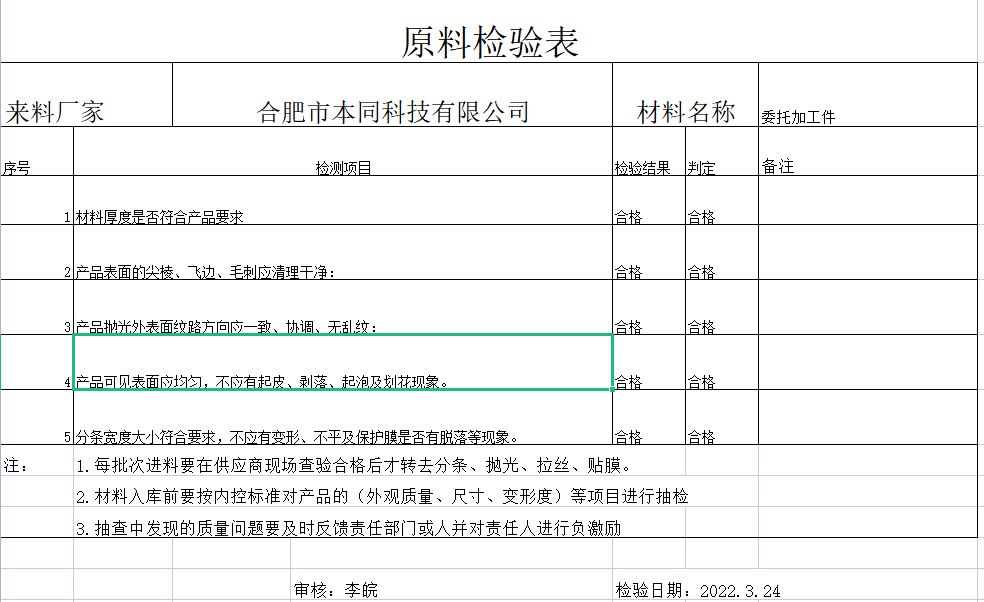 原料检验表
来料厂家 合肥市本同科技有限公司 材料名称 委托加工件
序号 检测项目 检验结果 判定 备注
1 材料厚度是否符合产品要求 合格 合格
2 产品表面的尖棱、飞边、毛刺应清理干净: 合格 合格
3 产品抛光外表面纹路方向应一致、协调、无乱纹: 合格 合格
4 产品可见表面应均匀，不应有起皮、剥落、起泡及划花现象。 合格 合格
5 分条宽度大小符合要求，不应有变形、不平及保护膜是否有脱落等现象。 合格 合格
注: 1.每批次进料要在供应商现场查验合格后才转去分条、抛光、拉丝、贴膜。
2.材料入库前要按内控标准对产品的（外观质量、尺寸、变形度）等项目进行抽检
3.抽查中发现的质量问题要及时反馈责任部门或人并对责任人进行负激励
审核：李皖 检验日期：2022.3.24